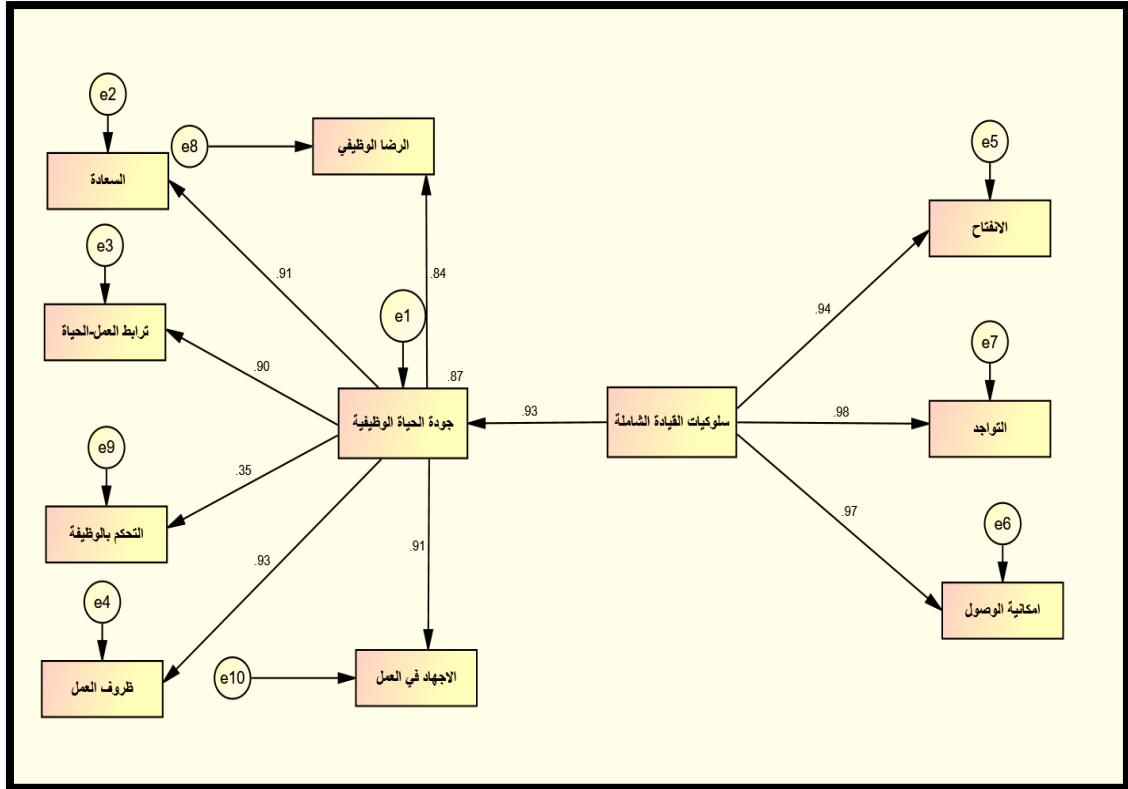 e2
e8
الرضا الوظيفي
e5
السعادة
الانفتاح
e3
.91
.84
e1
.94
ترابط العمل-الحياة
e7
.90
.87
جودة الحياة الوظيفية
.93
سلوكيات القيادة الشاملة
.98
التواجد
e9
.35
.97
التحكم بالوظيفة
e6
.93
.91
e4
امكانية الوصول
ظروف العمل
e10
الاجهاد في العمل